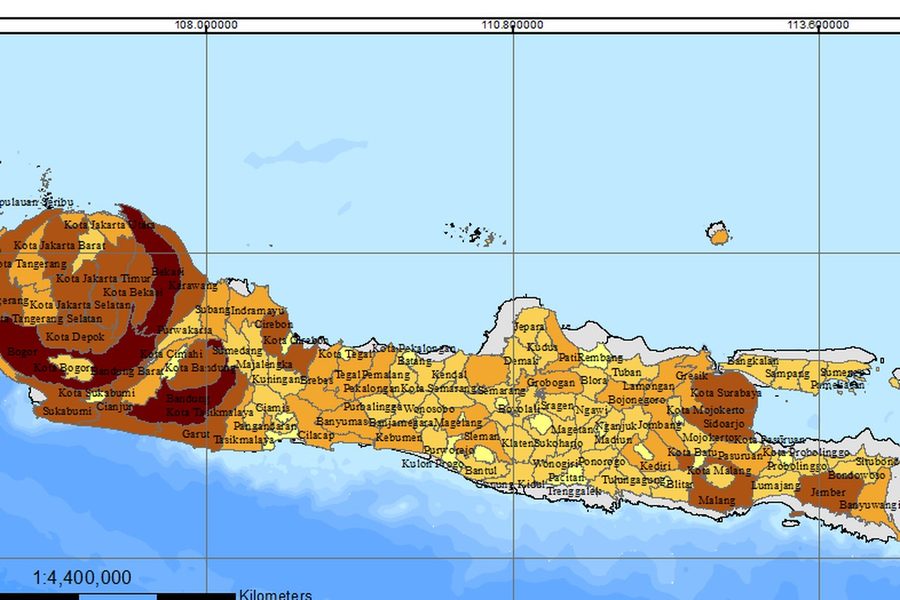 108.000000
110.800000
113.600000
pulauan Seribu
Kota Jakarta Utara
Kota Jakarta Barat
ota Tangerang
Kota Jakarta Timur
Bekasi
Karawang
Kota Bekasi
gerang
Kota Jakarta Selatan
ta Tangerang Selatan
Kota Depok
Purwakarta
Subang
Indramayu
Cirebon
Kota Cirebon
Bogor
Kota Bogor
Bandung Barat
Kota Cimahi
Kota Bandung
Sumedang
Majalengka
Kuningan
Brebes
Kota Tegal
Kota Pekalongan
Batang
Tegal
Pemalang
Kendal
Pekalongan
Kota Semarang
Semarang
Demak
Jepara
Kudus
Pati
Rembang
Grobogan
Blora
Tuban
Lamongan
Gresik
Bangkalan
Sampang
Sumenep
Pamekasan
Kota Sukabumi
Sukabumi
Cianjur
Bandung
Kota Tasikmalaya
Garut
Tasikmalaya
Ciamis
Pangandaran
Cilacap
Banyumas
Purbalingga
Banjarnegara
Wonosobo
Magelang
Kebumen
Purworejo
Kulon Progo
Sleman
Bantul
Gunung Kidul
Klaten
Boyolali
Sragen
Sukoharjo
Wonogiri
Pacitan
Ngawi
Magetan
Madiun
Ponorogo
Trenggalek
Bojonegoro
Nganjuk
Jombang
Kediri
Tulungagung
Blitar
Kota Surabaya
Kota Mojokerto
Sidoarjo
Mojokerto
Kota Pasuruan
Kota Batu
Pasuruan
Kota Probolinggo
Probolinggo
Kota Malang
Malang
Lumajang
Jember
Situbondo
Bondowoso
Banyuwangi
1:4,400,000
Kilometers